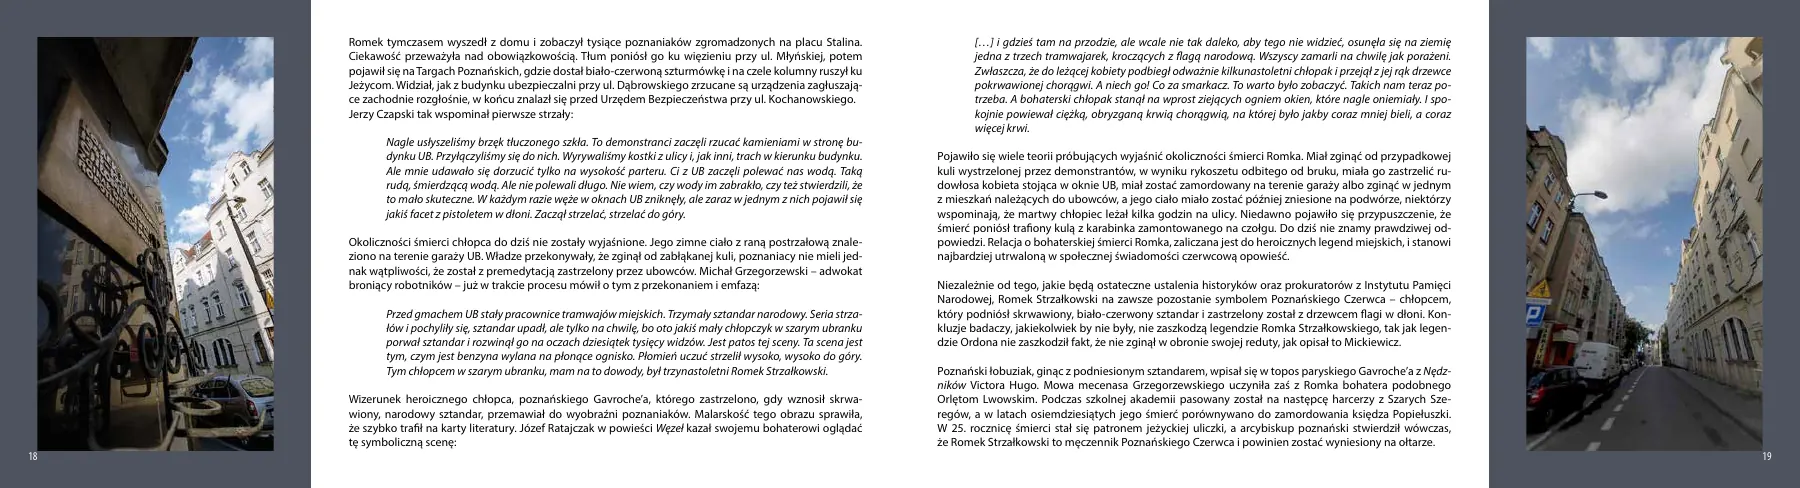 Romek tymczasem wyszedł z domu i zobaczył tysiące poznaniaków zgromadzonych na placu Stalina.
Ciekawość przeważyła nad obowiązkowością. Tłum poniósł go ku więzieniu przy ul. Młyńskiej, potem
pojawił się na Targach Poznańskich, gdzie dostał biało-czerwoną szturmówkę i na czele kolumny ruszył ku
Jeżycom. Widział, jak z budynku ubezpieczalni przy ul. Dąbrowskiego zrzucane są urządzenia zagłuszają-
ce zachodnie rozgłośnie, w końcu znalazł się przed Urzędem Bezpieczeństwa przy ul. Kochanowskiego.
Jerzy Czapski tak wspominał pierwsze strzały:
Nagle usłyszeliśmy brzęk tłuczonego szkła. To demonstranci zaczęli rzucać kamieniami w stronę bu-
dynku UB. Przyłączyliśmy się do nich. Wyrywaliśmy kostki z ulicy i, jak inni, trach w kierunku budynku.
Ale mnie udawało się dorzucić tylko na wysokość parteru. Ci z UB zaczęli polewać nas wodą. Taką
rudą, śmierdzącą wodą. Ale nie polewali długo. Nie wiem, czy wody im zabrakło, czy też stwierdzili, że
to mało skuteczne. W każdym razie węże w oknach UB zniknęły, ale zaraz w jednym z nich pojawił się
jakiś facet z pistoletem w dłoni. Zaczął strzelać, strzelać do góry.
Okoliczności śmierci chłopca do dziś nie zostały wyjaśnione. Jego zimne ciało z raną postrzałową znale-
ziono na terenie garaży UB. Władze przekonywały, że zginął od zabłąkanej kuli, poznaniacy nie mieli jed-
nak wątpliwości, że został z premedytacją zastrzelony przez ubowców. Michał Grzegorzewski – adwokat
broniący robotników – już w trakcie procesu mówił o tym z przekonaniem i emfazą:
Przed gmachem UB stały pracownice tramwajów miejskich. Trzymały sztandar narodowy. Seria strza-
łów i pochyliły się, sztandar upadł, ale tylko na chwilę, bo oto jakiś mały chłopczyk w szarym ubranku
porwał sztandar i rozwinął go na oczach dziesiątek tysięcy widzów. Jest patos tej sceny. Ta scena jest
tym, czym jest benzyna wylana na płonące ognisko. Płomień uczuć strzelił wysoko, wysoko do góry.
Tym chłopcem w szarym ubranku, mam na to dowody, był trzynastoletni Romek Strzałkowski.
Wizerunek heroicznego chłopca, poznańskiego Gavroche'a, którego zastrzelono, gdy wznosił skrwa-
wiony, narodowy sztandar, przemawiał do wyobraźni poznaniaków. Malarskość tego obrazu sprawiła,
że szybko trafił na karty literatury. Józef Ratajczak w powieści Węzeł kazał swojemu bohaterowi oglądać
tę symboliczną scenę:
18
[…] i gdzieś tam na przodzie, ale wcale nie tak daleko, aby tego nie widzieć, osunęła się na ziemię
jedna z trzech tramwajarek, kroczących z flagą narodową. Wszyscy zamarli na chwilę jak porażeni.
Zwłaszcza, że do leżącej kobiety podbiegł odważnie kilkunastoletni chłopak i przejął z jej rąk drzewce
pokrwawionej chorągwi. A niech go! Co za smarkacz. To warto było zobaczyć. Takich nam teraz po-
trzeba. A bohaterski chłopak stanął na wprost ziejących ogniem okien, które nagle oniemiały. I spo-
kojnie powiewał ciężką, obryzganą krwią chorągwią, na której było jakby coraz mniej bieli, a coraz
więcej krwi.
Pojawiło się wiele teorii próbujących wyjaśnić okoliczności śmierci Romka. Miał zginąć od przypadkowej
kuli wystrzelonej przez demonstrantów, w wyniku rykoszetu odbitego od bruku, miała go zastrzelić ru-
dowłosa kobieta stojąca w oknie UB, miał zostać zamordowany na terenie garaży albo zginąć w jednym
z mieszkań należących do ubowców, a jego ciało miało zostać później zniesione na podwórze, niektórzy
wspominają, że martwy chłopiec leżał kilka godzin na ulicy. Niedawno pojawiło się przypuszczenie, że
śmierć poniósł trafiony kulą z karabinka zamontowanego na czołgu. Do dziś nie znamy prawdziwej od-
powiedzi. Relacja o bohaterskiej śmierci Romka, zaliczana jest do heroicznych legend miejskich, i stanowi
najbardziej utrwaloną w społecznej świadomości czerwcową opowieść.
Niezależnie od tego, jakie będą ostateczne ustalenia historyków oraz prokuratorów z Instytutu Pamięci
Narodowej, Romek Strzałkowski na zawsze pozostanie symbolem Poznańskiego Czerwca – chłopcem,
który podniósł skrwawiony, biało-czerwony sztandar i zastrzelony został z drzewcem flagi w dłoni. Kon-
kluzje badaczy, jakiekolwiek by nie były, nie zaszkodzą legendzie Romka Strzałkowskiego, tak jak legen-
dzie Ordona nie zaszkodził fakt, że nie zginął w obronie swojej reduty, jak opisał to Mickiewicz.
Poznański łobuziak, ginąc z podniesionym sztandarem, wpisał się w topos paryskiego Gavroche'a z Nędz-
ników Victora Hugo. Mowa mecenasa Grzegorzewskiego uczyniła zaś z Romka bohatera podobnego
Orlętom Lwowskim. Podczas szkolnej akademii pasowany został na następcę harcerzy z Szarych Sze-
regów, a w latach osiemdziesiątych jego śmierć porównywano do zamordowania księdza Popiełuszki.
W 25. rocznicę śmierci stał się patronem jeżyckiej uliczki, a arcybiskup poznański stwierdził wówczas,
że Romek Strzałkowski to męczennik Poznańskiego Czerwca i powinien zostać wyniesiony na ołtarze.
P
19